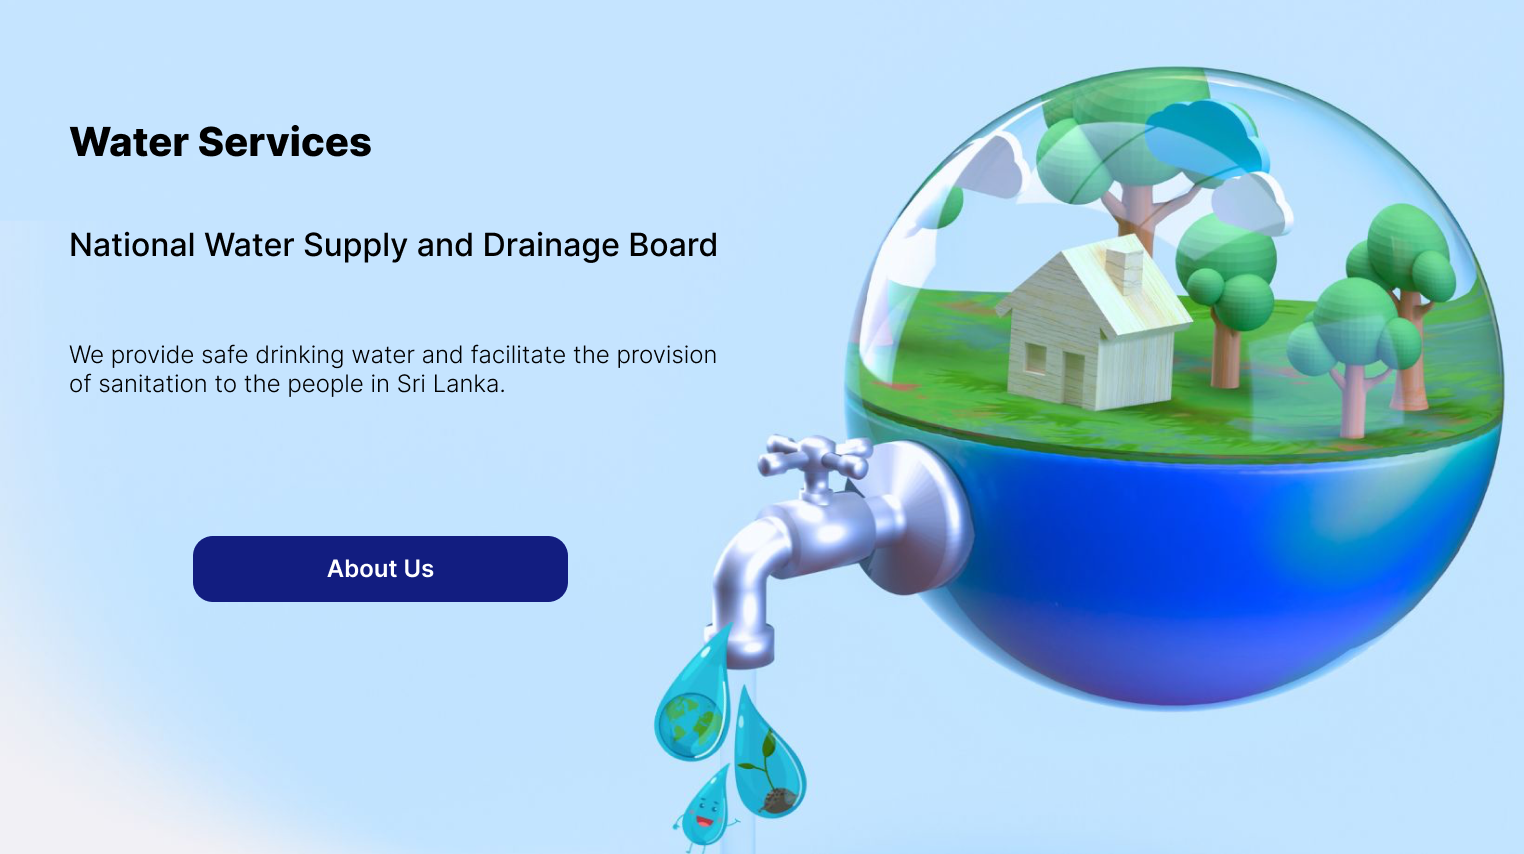 Water Services
National Water Supply and Drainage Board
We provide safe drinking water and facilitate the provision
of sanitation to the people in Sri Lanka.
About Us